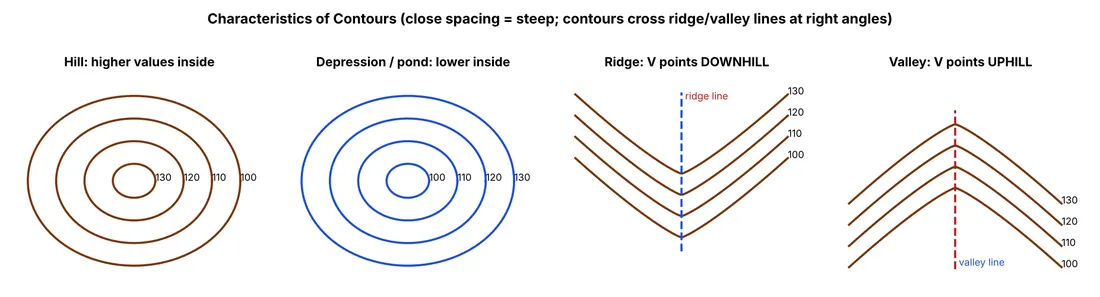 Characteristics of Contours (close spacing = steep; contours cross ridge/valley lines at right angles)
Hill: higher values inside
130
120
110
100
Depression / pond: lower inside
100
110
120
130
Ridge: V points DOWNHILL
ridge line
130
120
110
100
Valley: V points UPHILL
130
120
110
100
valley line